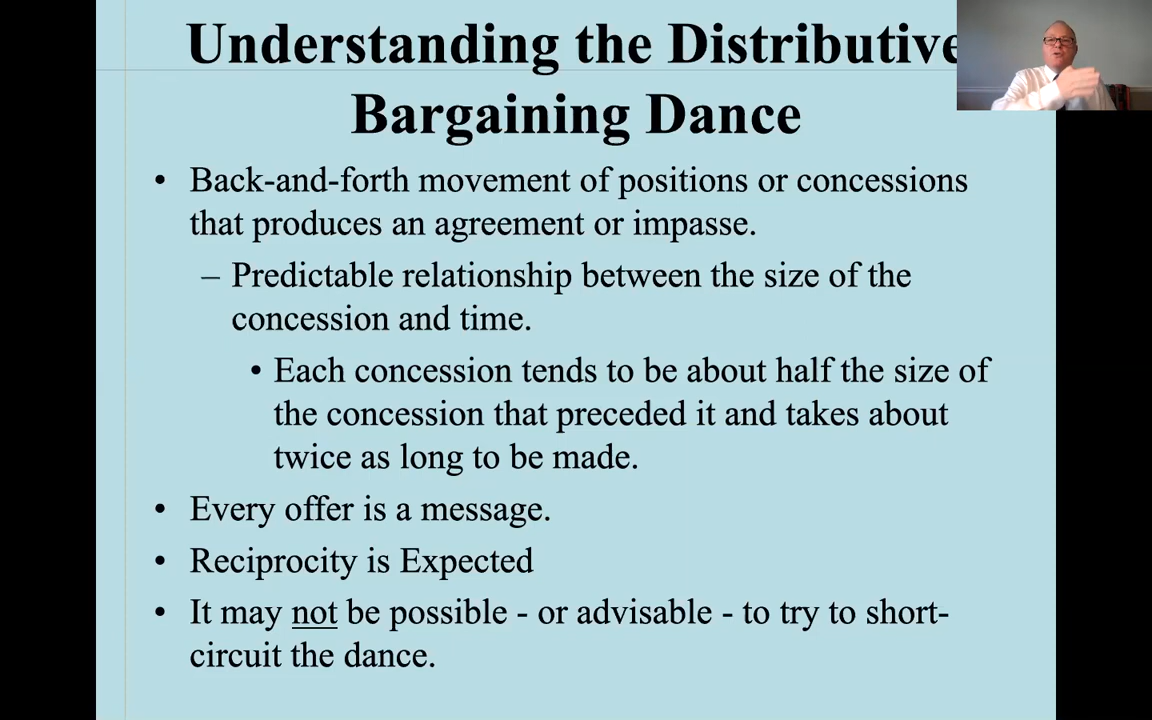 Understanding the Distributive
Bargaining Dance
• Back-and-forth movement of positions or concessions
that produces an agreement or impasse.
– Predictable relationship between the size of the
concession and time.
• Each concession tends to be about half the size of
the concession that preceded it and takes about
twice as long to be made.
• Every offer is a message.
• Reciprocity is Expected
• It may not be possible - or advisable - to try to short-
circuit the dance.